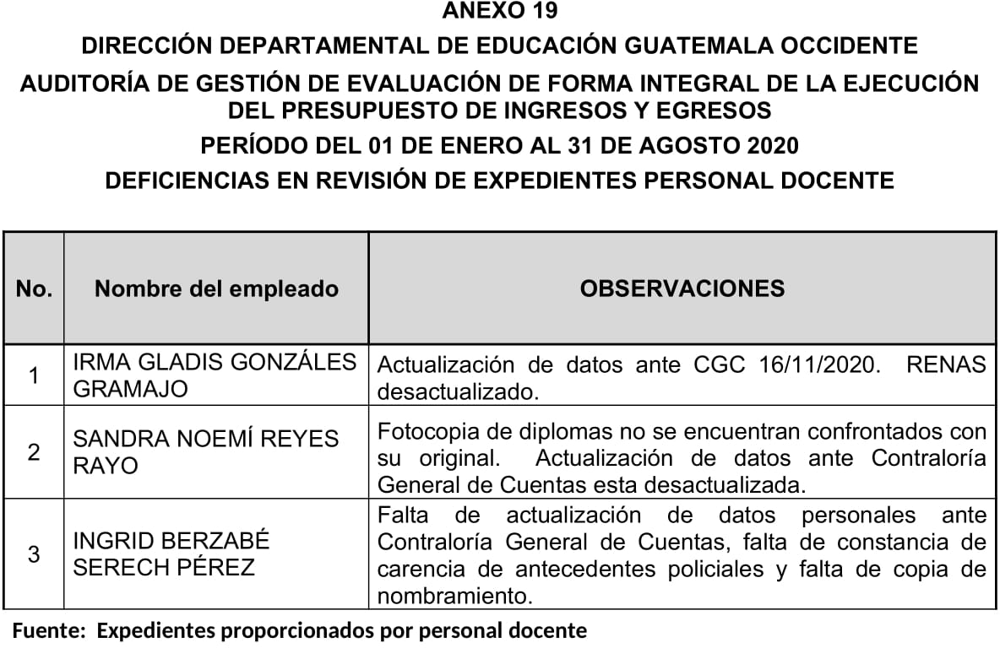 ANEXO 19
DIRECCIÓN DEPARTAMENTAL DE EDUCACIÓN GUATEMALA OCCIDENTE
AUDITORÍA DE GESTIÓN DE EVALUACIÓN DE FORMA INTEGRAL DE LA EJECUCIÓN
DEL PRESUPUESTO DE INGRESOS Y EGRESOS
PERÍODO DEL 01 DE ENERO AL 31 DE AGOSTO 2020
DEFICIENCIAS EN REVISIÓN DE EXPEDIENTES PERSONAL DOCENTE
No. Nombre del empleado OBSERVACIONES
1
IRMA GLADIS GONZÁLES
GRAMAJO
Actualización de datos ante CGC 16/11/2020. RENAS
desactualizado.
2
SANDRA NOEMÍ REYES
RAYO
Fotocopia de diplomas no se encuentran confrontados con
su original. Actualización de datos ante Contraloría
General de Cuentas esta desactualizada.
3
INGRID BERZABÉ
SERECH PÉREZ
Falta de actualización de datos personales ante
Contraloría General de Cuentas, falta de constancia de
carencia de antecedentes policiales y falta de copia de
nombramiento.
Fuente: Expedientes proporcionados por personal docente